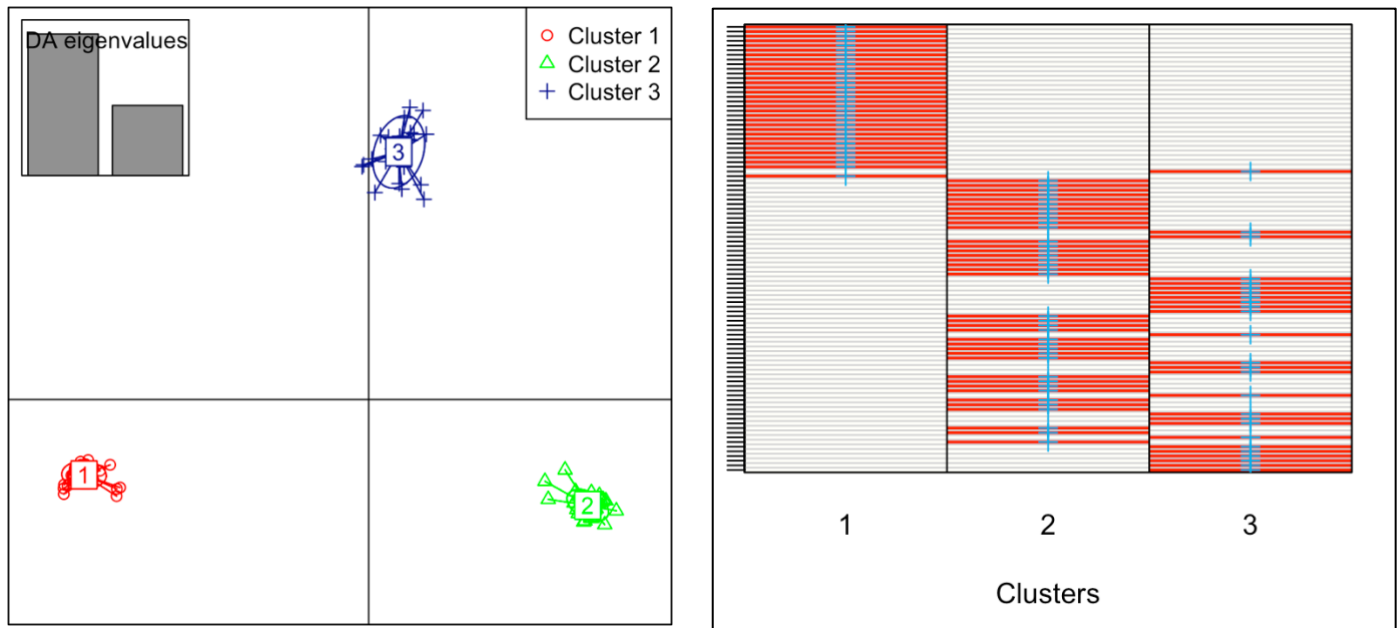 DA eigenvalues
Cluster 1
Cluster 2
Cluster 3
3
1
2
1 2 3
Clusters